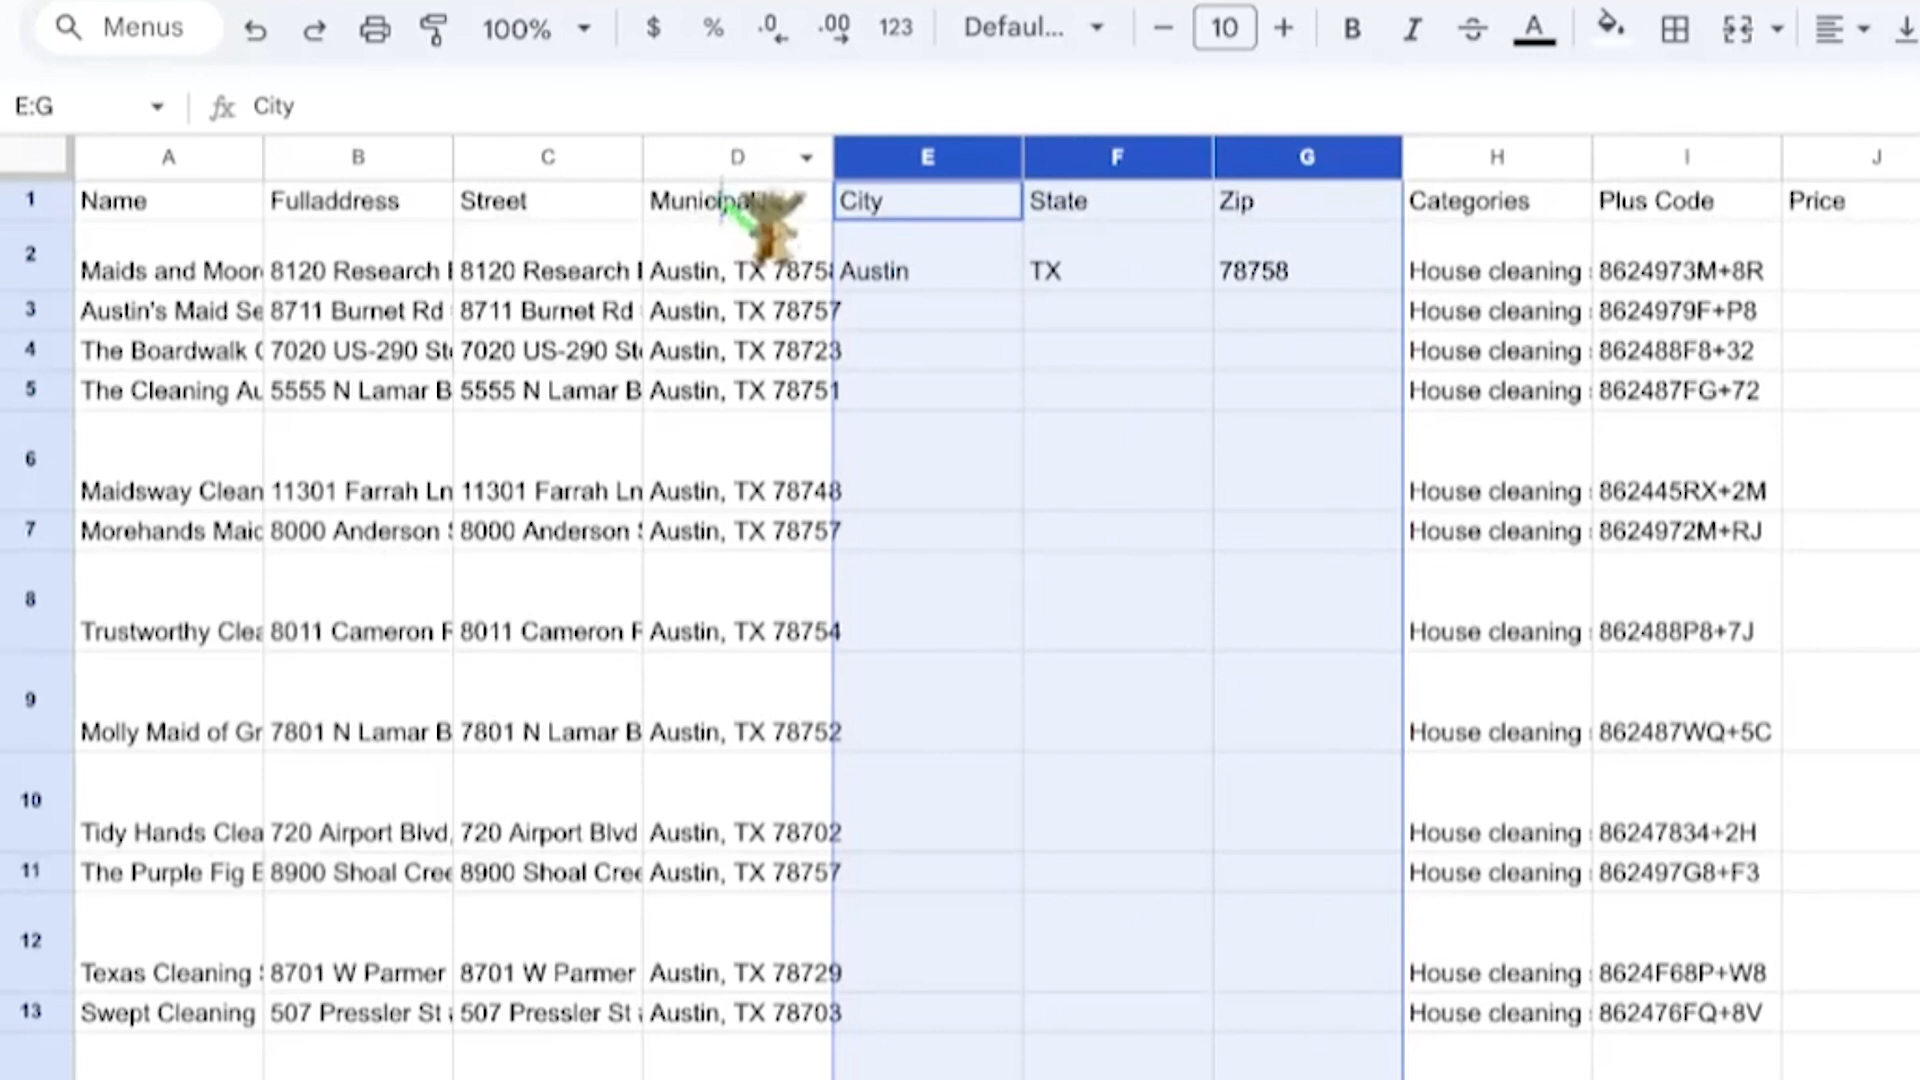 Menus 100% $ % .0 .00 123 Defaul... − 10 + B I A
E:G fx City
A B C D E F G H I J
1 Name Fulladdress Street City State Zip Categories Plus Code Price
2 Maids and Moor 8120 Research 8120 Research Austin, TX 7875 Austin TX 78758 House cleaning 8624973M+8R
3 Austin's Maid Se 8711 Burnet Rd 8711 Burnet Rd Austin, TX 78757 House cleaning 8624979F+P8
4 The Boardwalk 7020 US-290 St 7020 US-290 St Austin, TX 78723 House cleaning 862488F8+32
5 The Cleaning Au 5555 N Lamar B 5555 N Lamar B Austin, TX 78751 House cleaning 862487FG+72
6 Maidsway Clean 11301 Farrah Ln 11301 Farrah Ln Austin, TX 78748 House cleaning 862445RX+2M
7 Morehands Maid 8000 Anderson 8000 Anderson Austin, TX 78757 House cleaning 8624972M+RJ
8 Trustworthy Clea 8011 Cameron F 8011 Cameron F Austin, TX 78754 House cleaning 862488P8+7J
9 Molly Maid of Gr 7801 N Lamar B 7801 N Lamar B Austin, TX 78752 House cleaning 862487WQ+5C
10 Tidy Hands Clea 720 Airport Blvd, 720 Airport Blvd Austin, TX 78702 House cleaning 86247834+2H
11 The Purple Fig E 8900 Shoal Cree 8900 Shoal Cree Austin, TX 78757 House cleaning 862497G8+F3
12 Texas Cleaning 8701 W Parmer 8701 W Parmer Austin, TX 78729 House cleaning 8624F68P+W8
13 Swept Cleaning 507 Pressler St 507 Pressler St Austin, TX 78703 House cleaning 862476FQ+8V